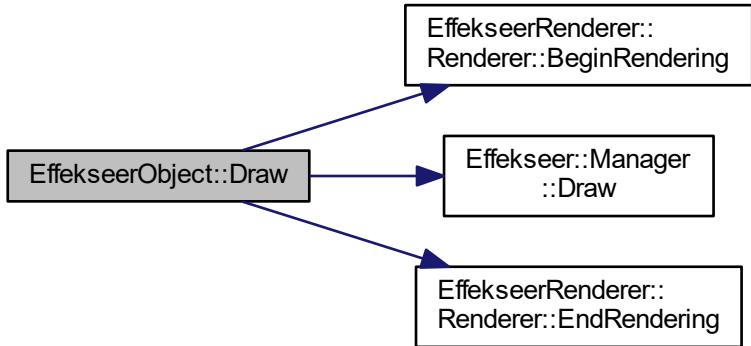 EffekseerRenderer::
Renderer::BeginRendering
EffekseerObject::Draw
Effekseer::Manager
::Draw
EffekseerRenderer::
Renderer::EndRendering